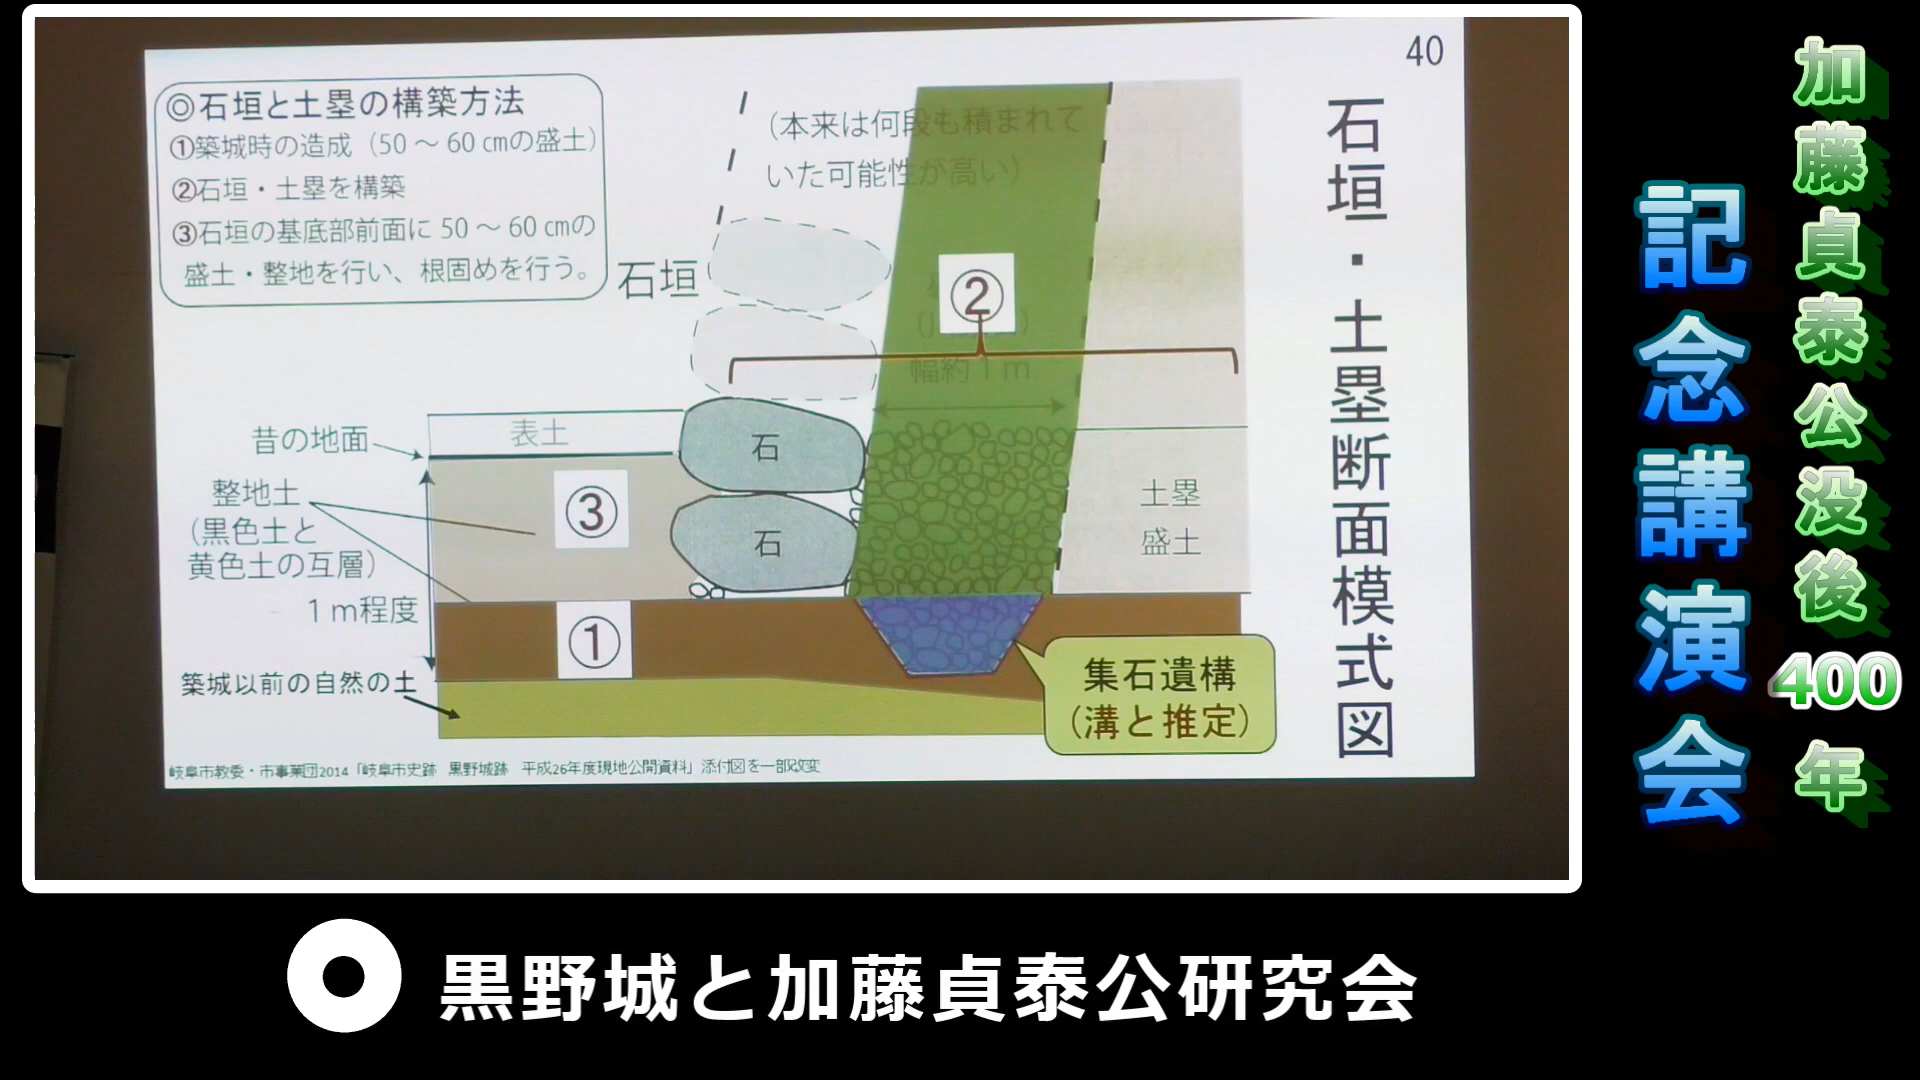 40
石垣・土塁断面模式図
◎石垣と土塁の構築方法
①築城時の造成（50～60㎝の盛土）
②石垣・土塁を構築
③石垣の基底部前面に50～60㎝の
盛土・整地を行い、根固めを行う。
（本来は何段も積まれて
いた可能性が高い）
石垣
②
幅約１ｍ
昔の地面
表土
石
石
整地土
（黒色土と
黄色土の互層）
１ｍ程度
③
①
土塁
盛土
築城以前の自然の土
集石遺構
（溝と推定）
岐阜市教委・市事業団2014「岐阜市史跡　黒野城跡　平成26年度現地公開資料」添付図を一部改変
加藤貞泰公没後400年
記念講演会
黒野城と加藤貞泰公研究会